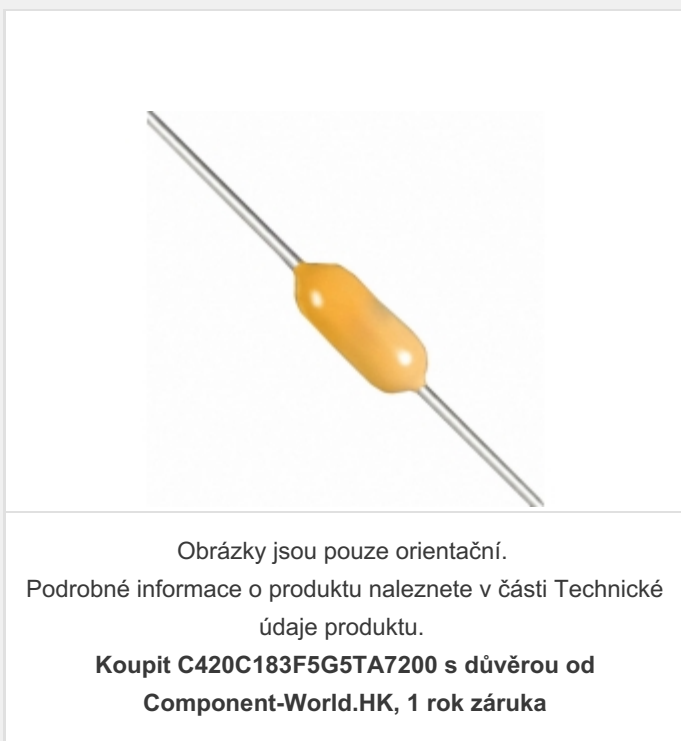 Obrázky jsou pouze orientační.
Podrobné informace o produktu naleznete v části Technické
údaje produktu.
Koupit C420C183F5G5TA7200 s důvěrou od
Component-World.HK, 1 rok záruka